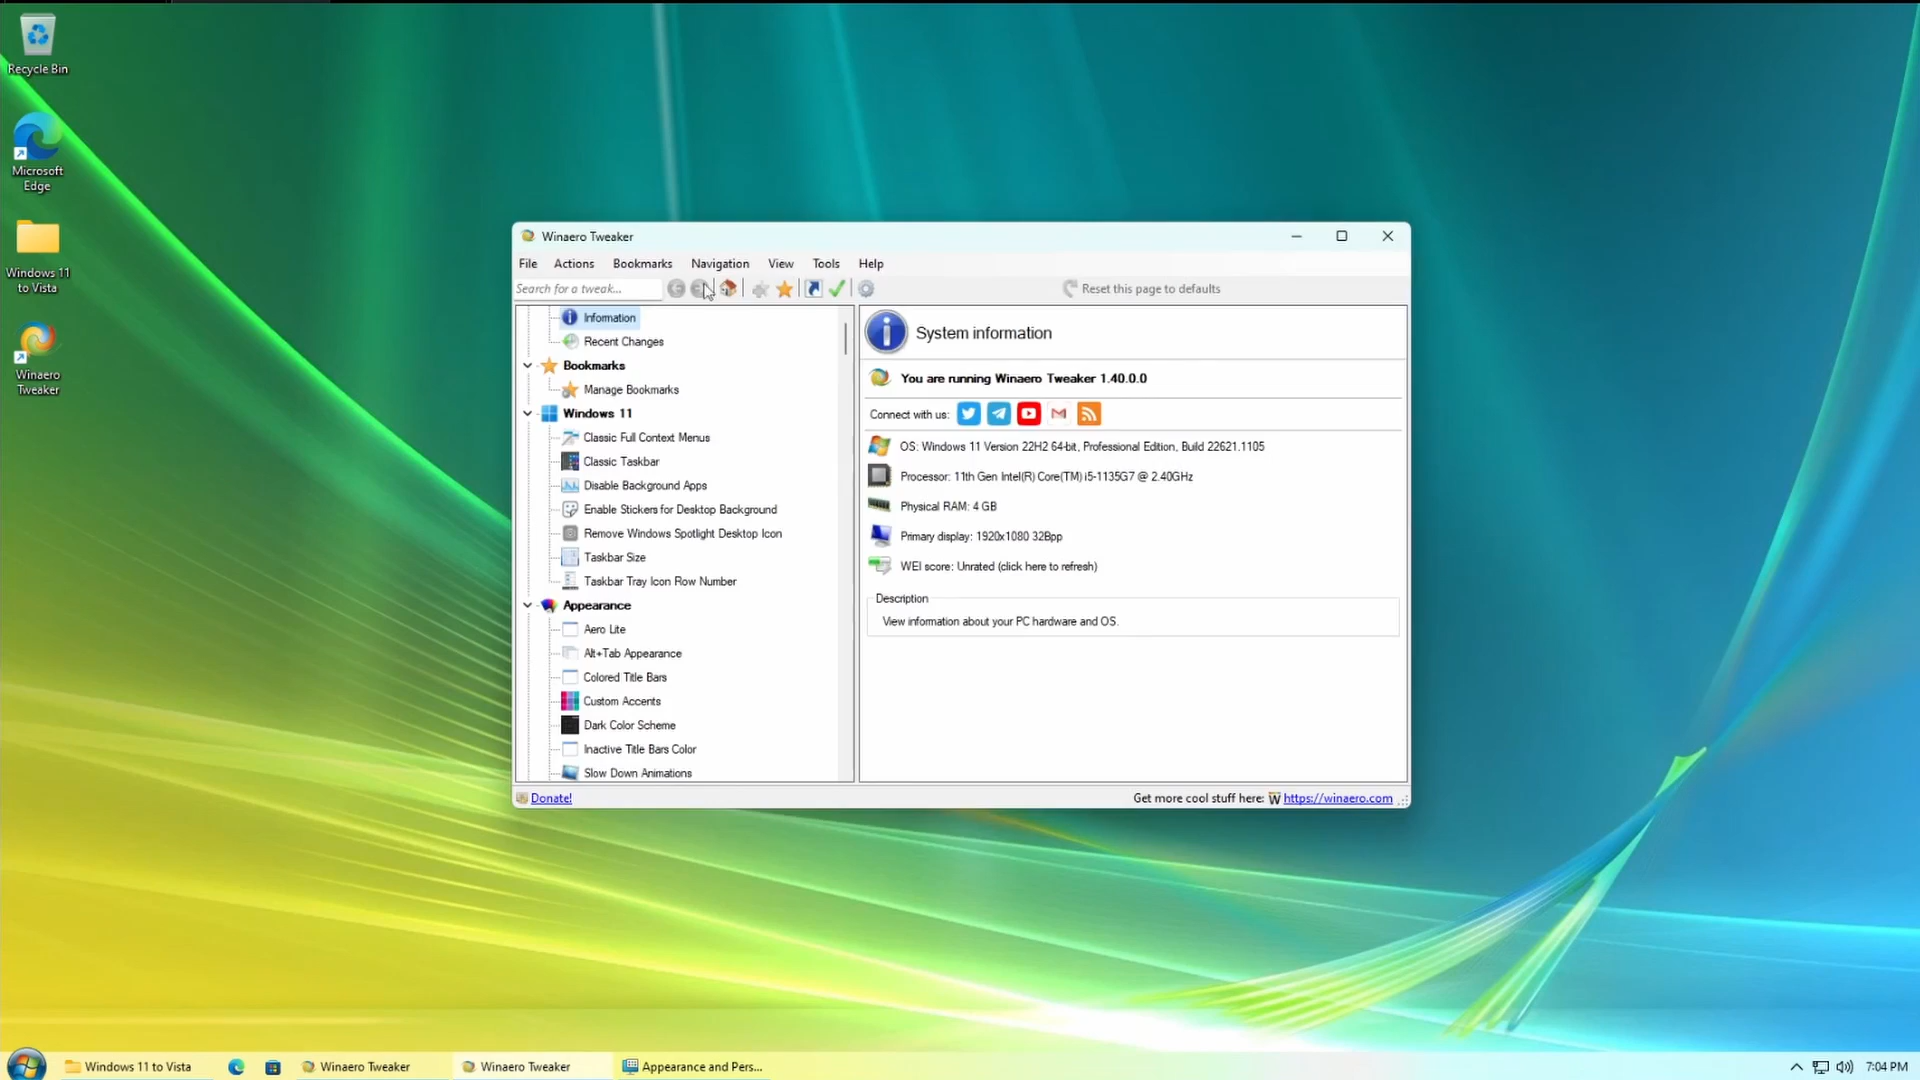 Recycle Bin
Microsoft
Edge
Windows 11
to Vista
Winaero
Tweaker
Winaero Tweaker
File Actions Bookmarks Navigation View Tools Help
Search for a tweak... Reset this page to defaults
Information
Recent Changes
Bookmarks
Manage Bookmarks
Windows 11
Classic Full Context Menus
Classic Taskbar
Disable Background Apps
Enable Stickers for Desktop Background
Remove Windows Spotlight Desktop Icon
Taskbar Size
Taskbar Tray Icon Row Number
Appearance
Aero Lite
Alt+Tab Appearance
Colored Title Bars
Custom Accents
Dark Color Scheme
Inactive Title Bars Color
Slow Down Animations
System information
You are running Winaero Tweaker 1.40.0.0
Connect with us:
OS: Windows 11 Version 22H2 64-bit, Professional Edition, Build 22621.1105
Processor: 11th Gen Intel(R) Core(TM) i5-1135G7 @ 2.40GHz
Physical RAM: 4 GB
Primary display: 1920x1080 32Bpp
WEI score: Unrated (click here to refresh)
Description
View information about your PC hardware and OS.
Donate! Get more cool stuff here: W https://winaero.com
Windows 11 to Vista Winaero Tweaker Winaero Tweaker Appearance and Pers... 7:04 PM